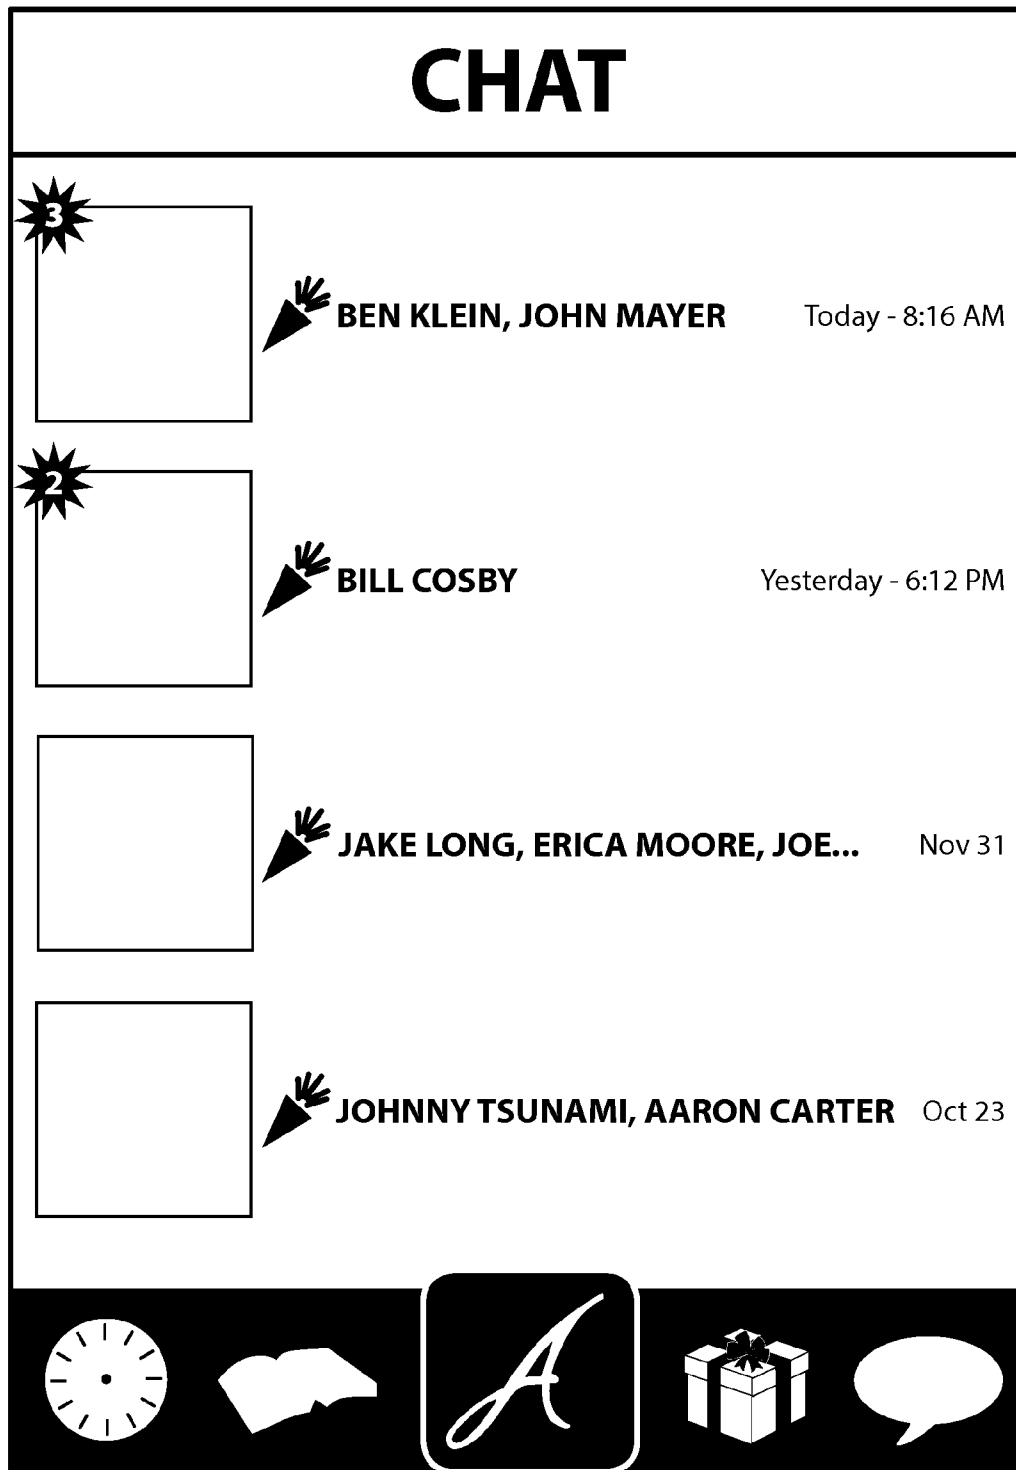 CHAT
3
BEN KLEIN, JOHN MAYER Today - 8:16 AM
2
BILL COSBY Yesterday - 6:12 PM
JAKE LONG, ERICA MOORE, JOE... Nov 31
JOHNNY TSUNAMI, AARON CARTER Oct 23
A